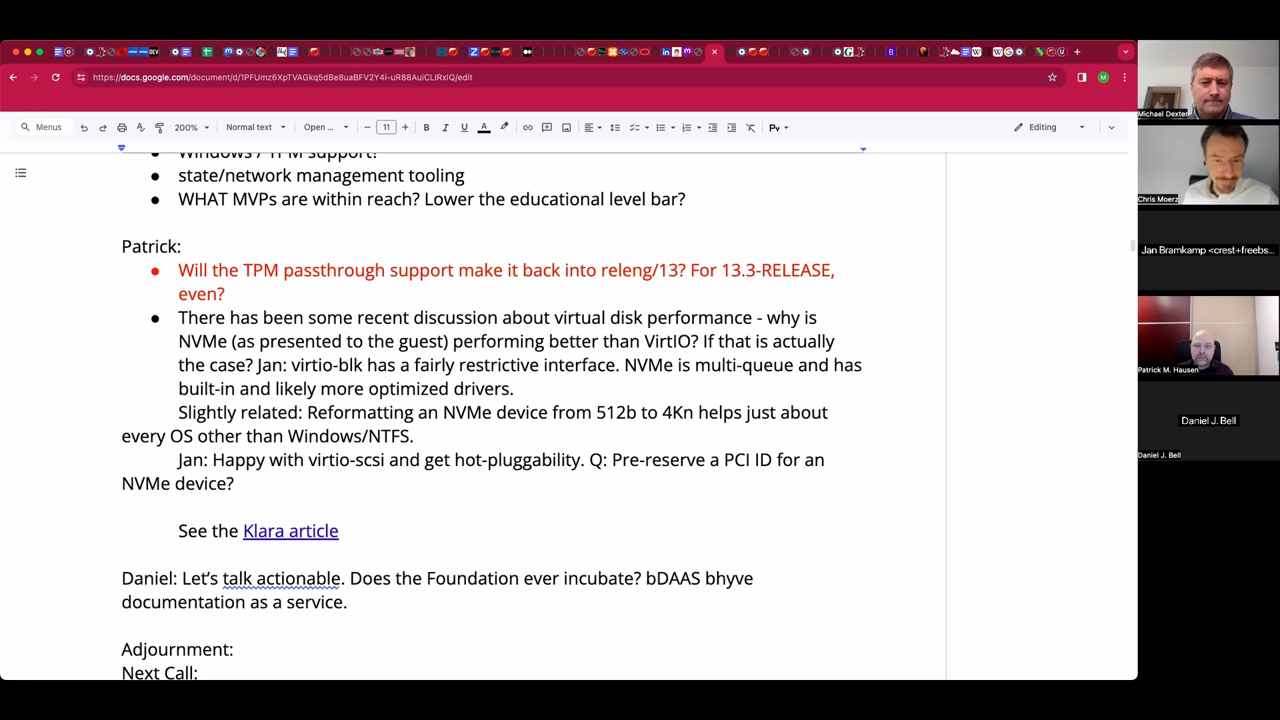 https://docs.google.com/document/d/1PFUmz6XpTVAGkq5dBe8uaBFV2Y4i-uR88AuiCLIRxIQ/edit
Menus 200% Normal text Open ... 11 Editing
Windows / TPM support?
state/network management tooling
WHAT MVPs are within reach? Lower the educational level bar?
Patrick:
Will the TPM passthrough support make it back into releng/13? For 13.3-RELEASE,
even?
There has been some recent discussion about virtual disk performance - why is
NVMe (as presented to the guest) performing better than VirtIO? If that is actually
the case? Jan: virtio-blk has a fairly restrictive interface. NVMe is multi-queue and has
built-in and likely more optimized drivers.
Slightly related: Reformatting an NVMe device from 512b to 4Kn helps just about
every OS other than Windows/NTFS.
Jan: Happy with virtio-scsi and get hot-pluggability. Q: Pre-reserve a PCI ID for an
NVMe device?
See the Klara article
Daniel: Let's talk actionable. Does the Foundation ever incubate? bDAAS bhyve
documentation as a service.
Adjournment:
Next Call:
Michael Dexter
Chris Moerz
Jan Bramkamp <crest+freebs...
Patrick M. Hausen
Daniel J. Bell
Daniel J. Bell